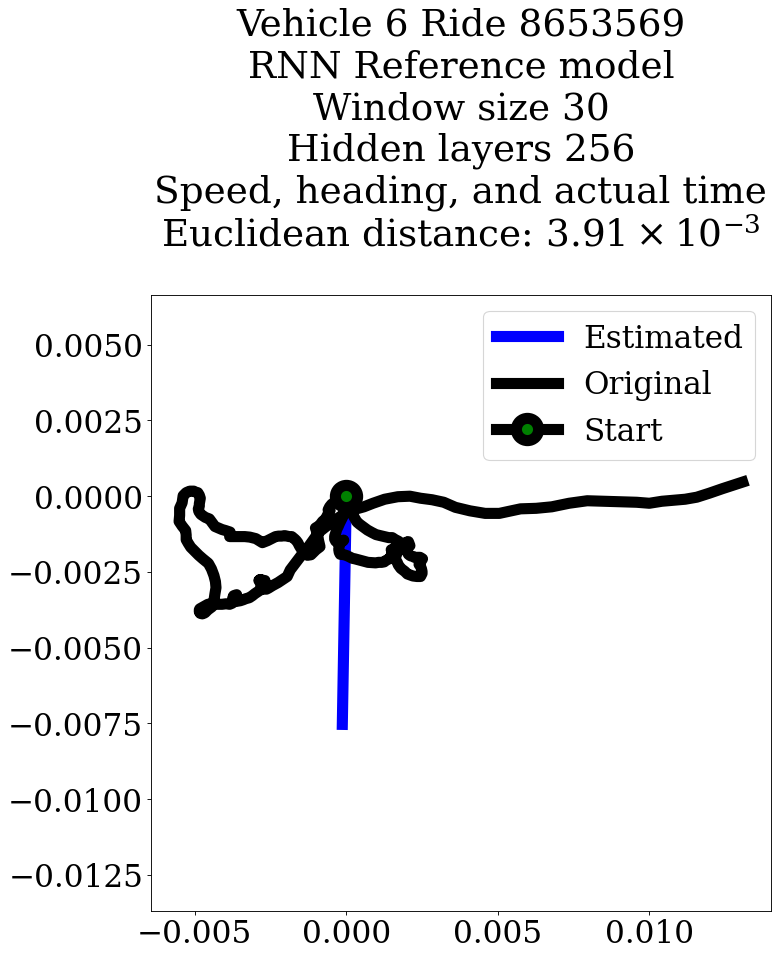 Vehicle 6 Ride 8653569
RNN Reference model
Window size 30
Hidden layers 256
Speed, heading, and actual time
Euclidean distance: 3.91 × 10⁻³
Estimated
Original
Start
0.0050
0.0025
0.0000
−0.0025
−0.0050
−0.0075
−0.0100
−0.0125
−0.005 0.000 0.005 0.010